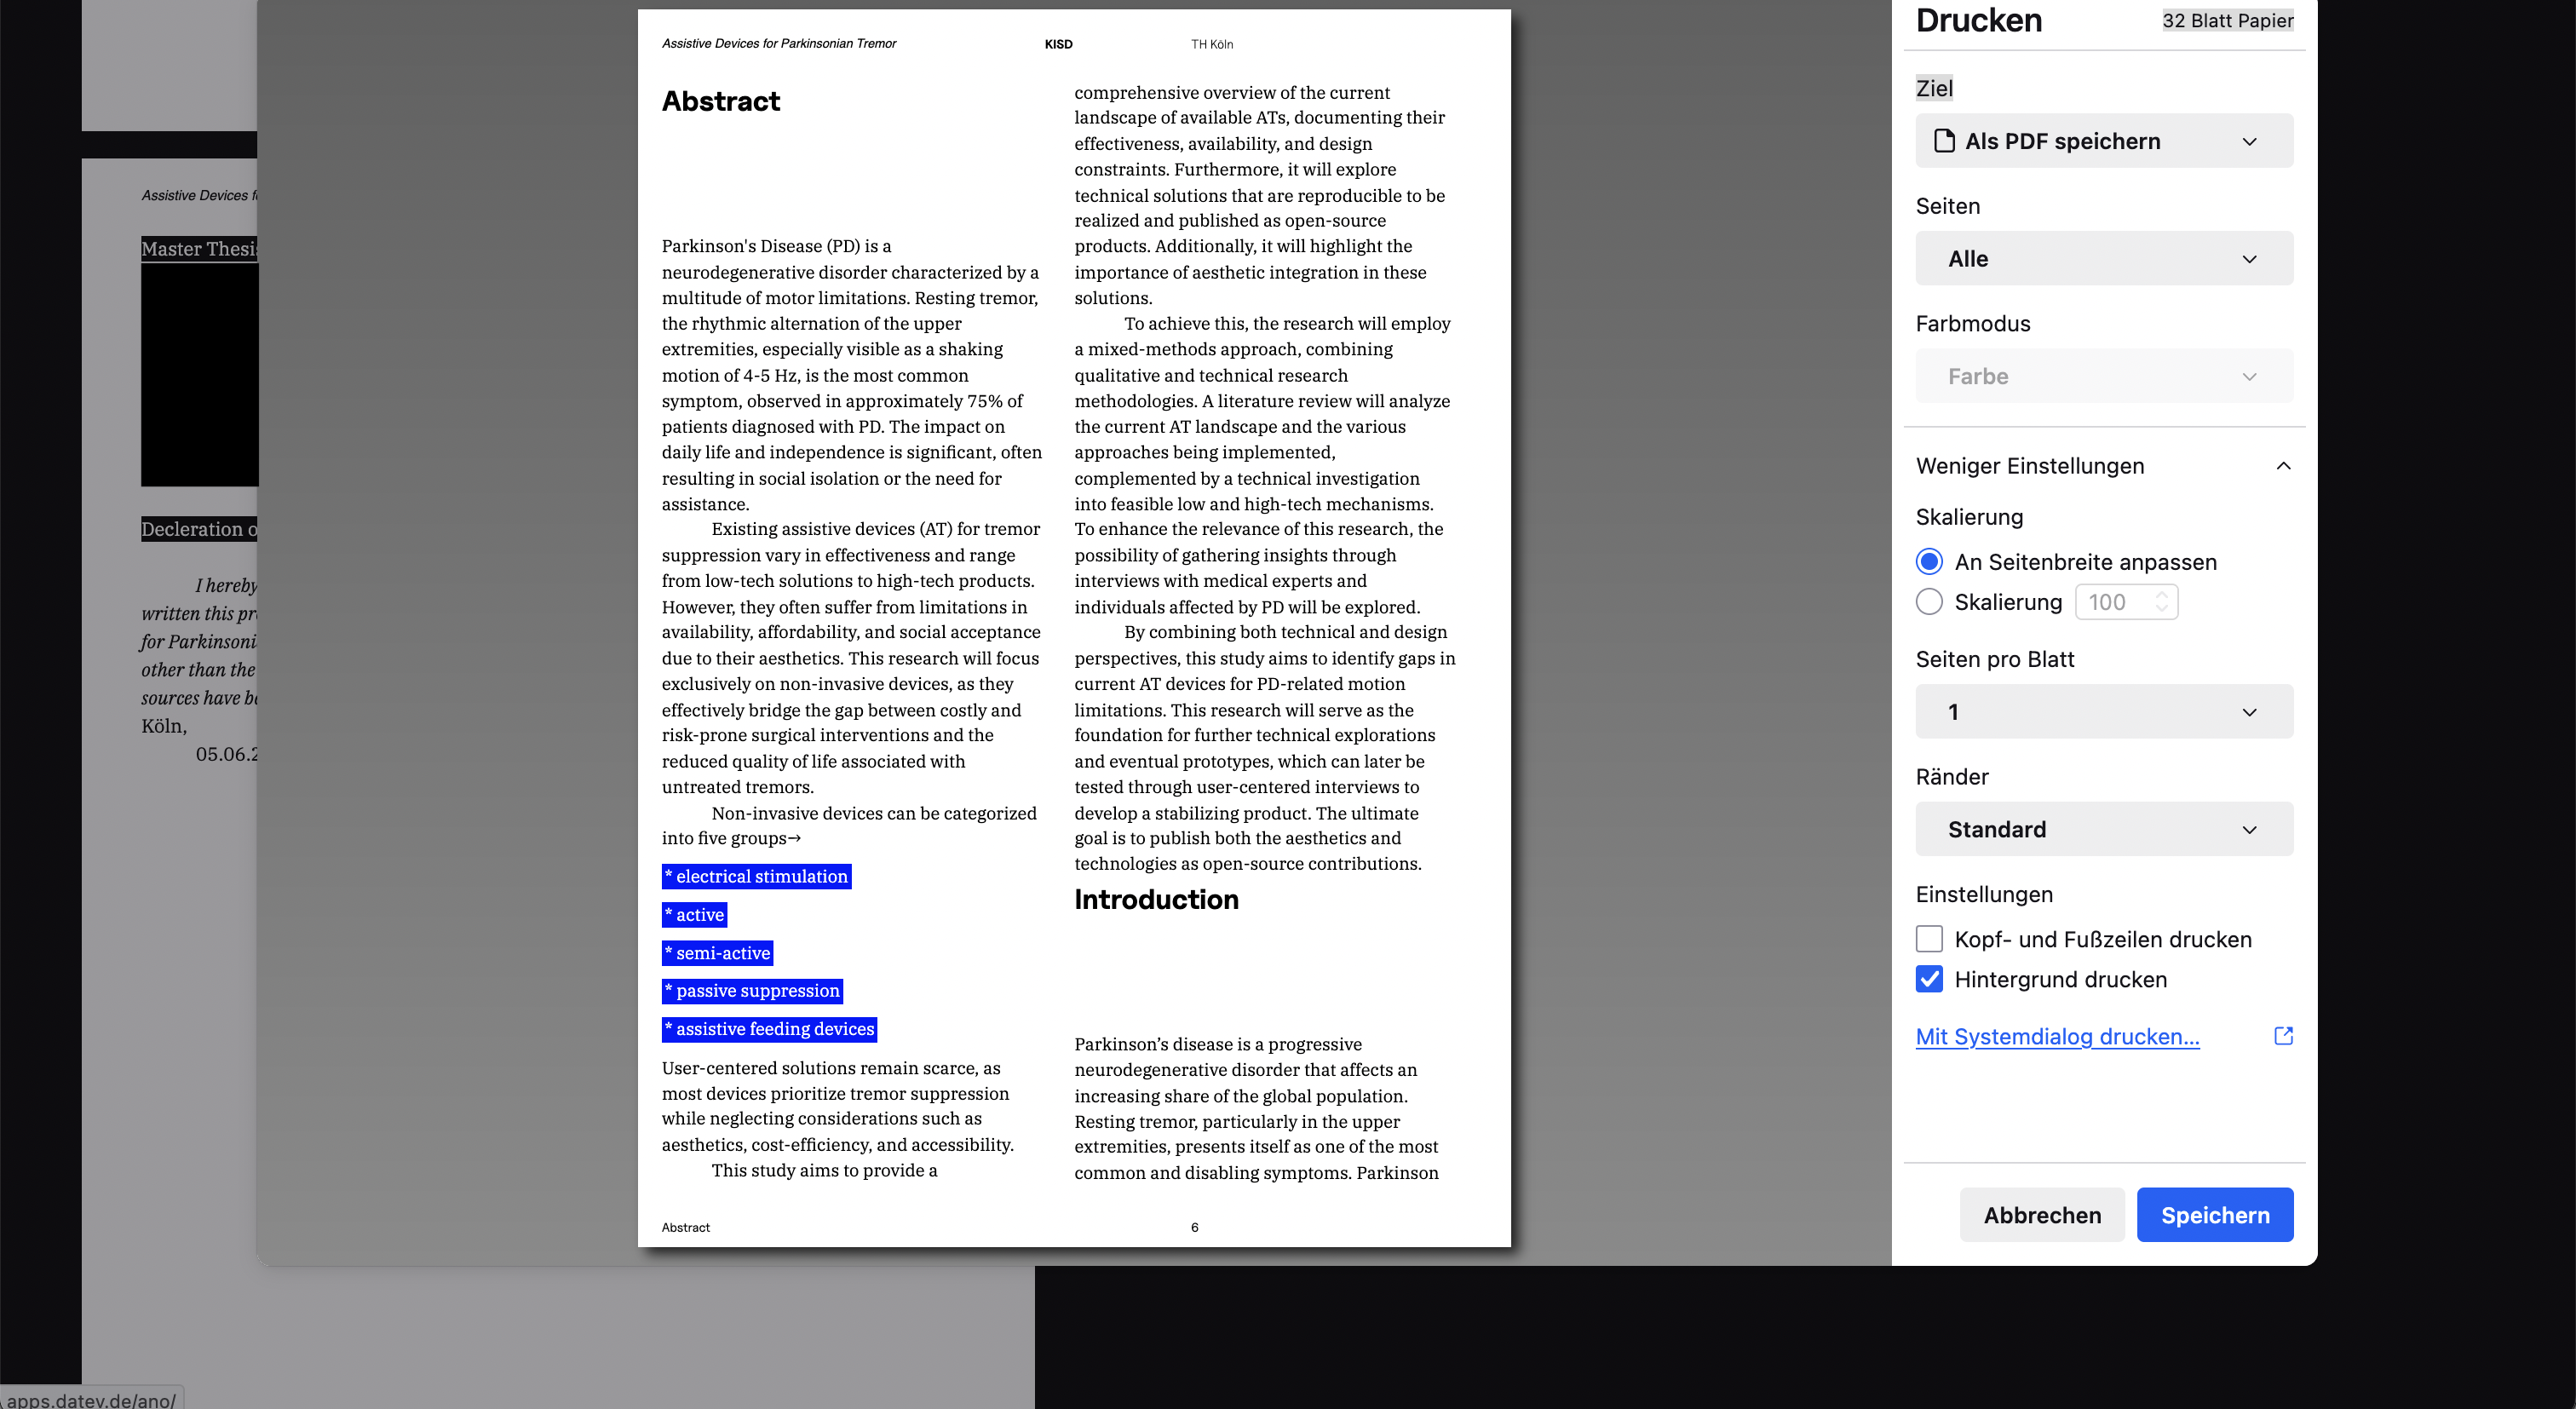 Assistive Devices f
Master Thesi
Decleration o
I hereby
written this pr
for Parkinsoni
other than the
sources have be
Köln,
05.06.2
Assistive Devices for Parkinsonian Tremor
KISD
TH Köln
Abstract
Parkinson's Disease (PD) is a
neurodegenerative disorder characterized by a
multitude of motor limitations. Resting tremor,
the rhythmic alternation of the upper
extremities, especially visible as a shaking
motion of 4-5 Hz, is the most common
symptom, observed in approximately 75% of
patients diagnosed with PD. The impact on
daily life and independence is significant, often
resulting in social isolation or the need for
assistance.
Existing assistive devices (AT) for tremor
suppression vary in effectiveness and range
from low-tech solutions to high-tech products.
However, they often suffer from limitations in
availability, affordability, and social acceptance
due to their aesthetics. This research will focus
exclusively on non-invasive devices, as they
effectively bridge the gap between costly and
risk-prone surgical interventions and the
reduced quality of life associated with
untreated tremors.
Non-invasive devices can be categorized
into five groups→
* electrical stimulation
* active
* semi-active
* passive suppression
* assistive feeding devices
User-centered solutions remain scarce, as
most devices prioritize tremor suppression
while neglecting considerations such as
aesthetics, cost-efficiency, and accessibility.
This study aims to provide a
comprehensive overview of the current
landscape of available ATs, documenting their
effectiveness, availability, and design
constraints. Furthermore, it will explore
technical solutions that are reproducible to be
realized and published as open-source
products. Additionally, it will highlight the
importance of aesthetic integration in these
solutions.
To achieve this, the research will employ
a mixed-methods approach, combining
qualitative and technical research
methodologies. A literature review will analyze
the current AT landscape and the various
approaches being implemented,
complemented by a technical investigation
into feasible low and high-tech mechanisms.
To enhance the relevance of this research, the
possibility of gathering insights through
interviews with medical experts and
individuals affected by PD will be explored.
By combining both technical and design
perspectives, this study aims to identify gaps in
current AT devices for PD-related motion
limitations. This research will serve as the
foundation for further technical explorations
and eventual prototypes, which can later be
tested through user-centered interviews to
develop a stabilizing product. The ultimate
goal is to publish both the aesthetics and
technologies as open-source contributions.
Introduction
Parkinson’s disease is a progressive
neurodegenerative disorder that affects an
increasing share of the global population.
Resting tremor, particularly in the upper
extremities, presents itself as one of the most
common and disabling symptoms. Parkinson
Abstract
6
Drucken
32 Blatt Papier
Ziel
Als PDF speichern
Seiten
Alle
Farbmodus
Farbe
Weniger Einstellungen
Skalierung
An Seitenbreite anpassen
Skalierung 100
Seiten pro Blatt
1
Ränder
Standard
Einstellungen
Kopf- und Fußzeilen drucken
Hintergrund drucken
Mit Systemdialog drucken...
Abbrechen
Speichern
apps.datev.de/ano/